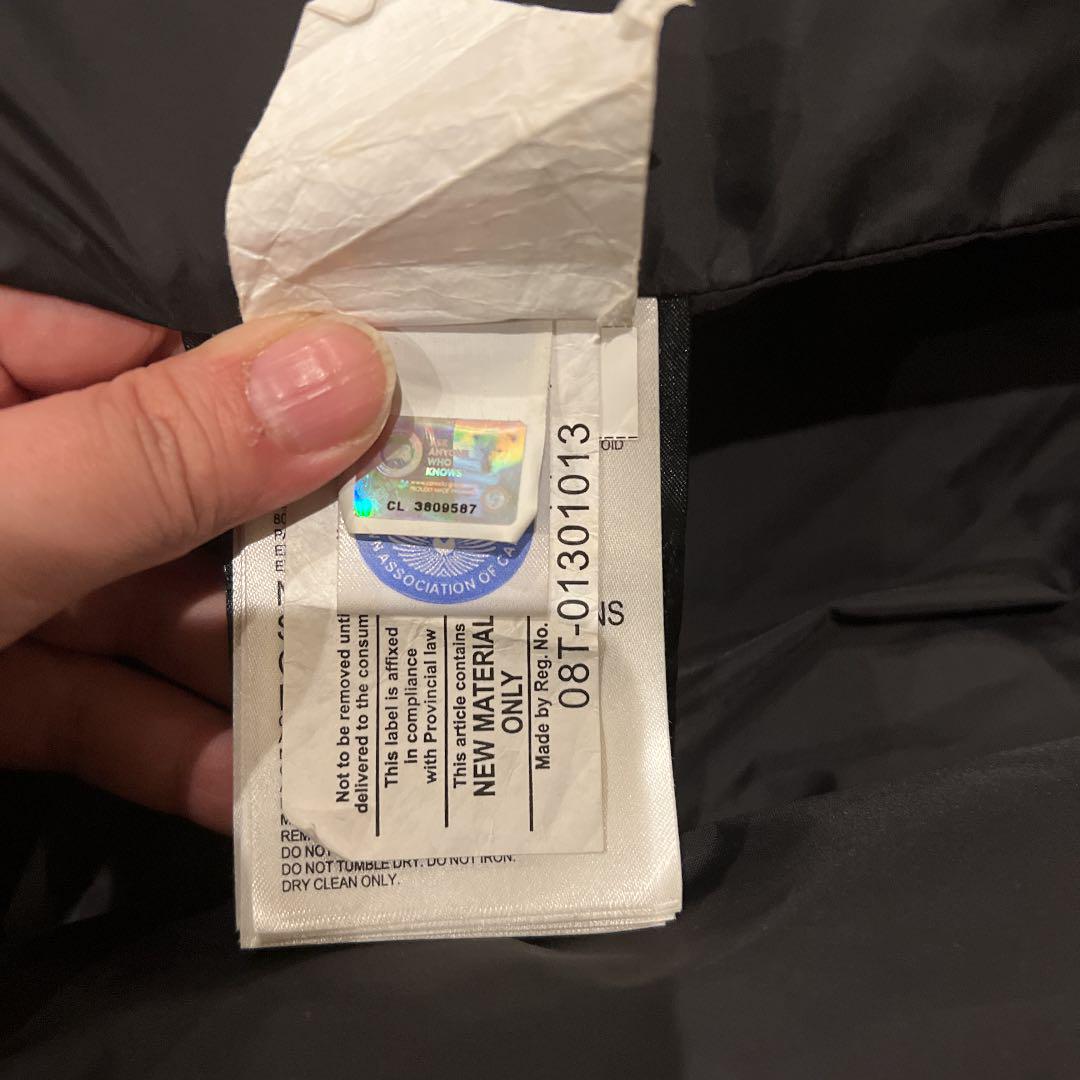 ASK
ANYONE
WHO
KNOWS
CL 3809587
ASSOCIATION OF
Not to be removed unti
delivered to the consum
This label is affixed
In compliance
with Provincial law
This article contains
NEW MATERIAL
ONLY
Made by Reg. No.
08T-01301013
NS
REM
DO NOT
DO NOT TUMBLE DRY. DO NOT IRON.
DRY CLEAN ONLY.